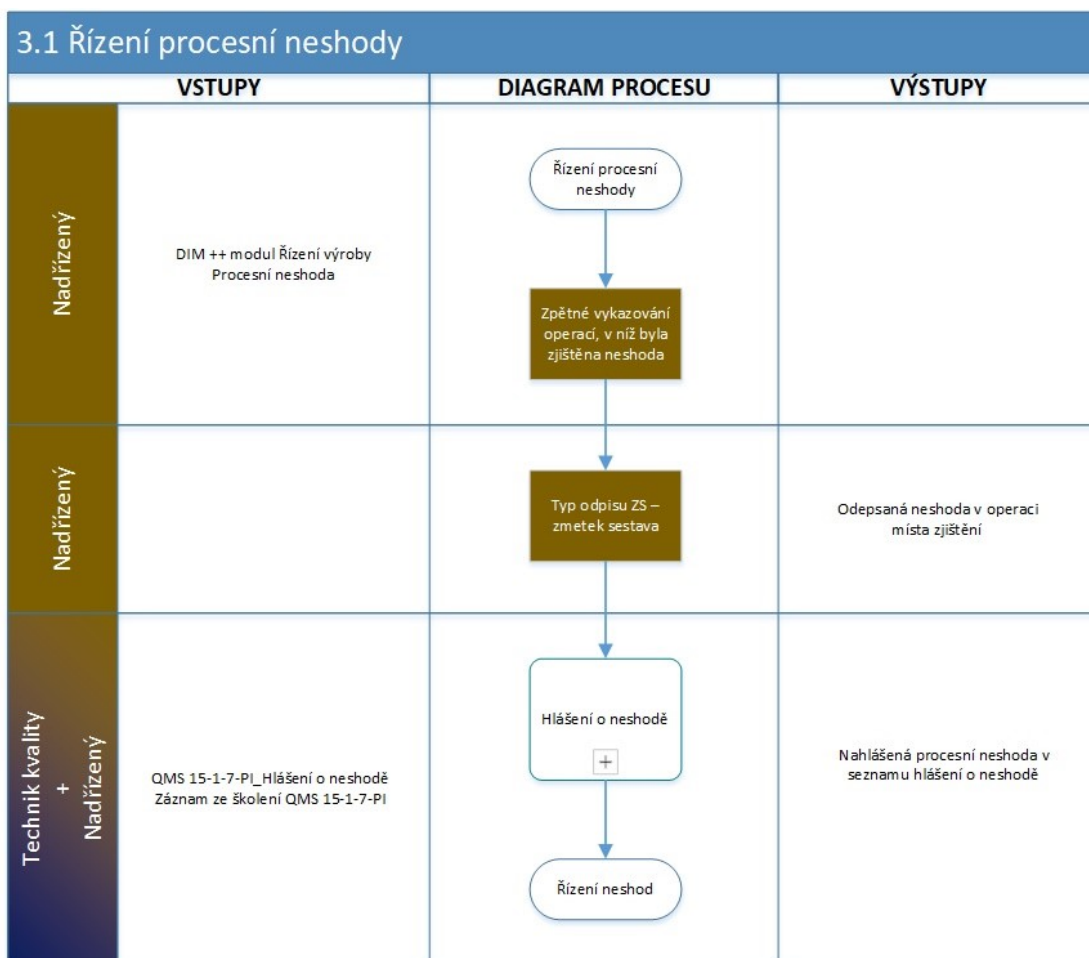 3.1 Řízení procesní neshody
VSTUPY
DIAGRAM PROCESU
VÝSTUPY
Nadřízený
DIM ++ modul Řízení výroby
Procesní neshoda
Řízení procesní
neshody
Zpětné vykazování
operací, v níž byla
zjištěna neshoda
Nadřízený
Typ odpisu ZS –
zmetek sestava
Odepsaná neshoda v operaci
místa zjištění
Technik kvality
+
Nadřízený
QMS 15-1-7-PI_Hlášení o neshodě
Záznam ze školení QMS 15-1-7-PI
Hlášení o neshodě
+
Nahlášená procesní neshoda v
seznamu hlášení o neshodě
Řízení neshod